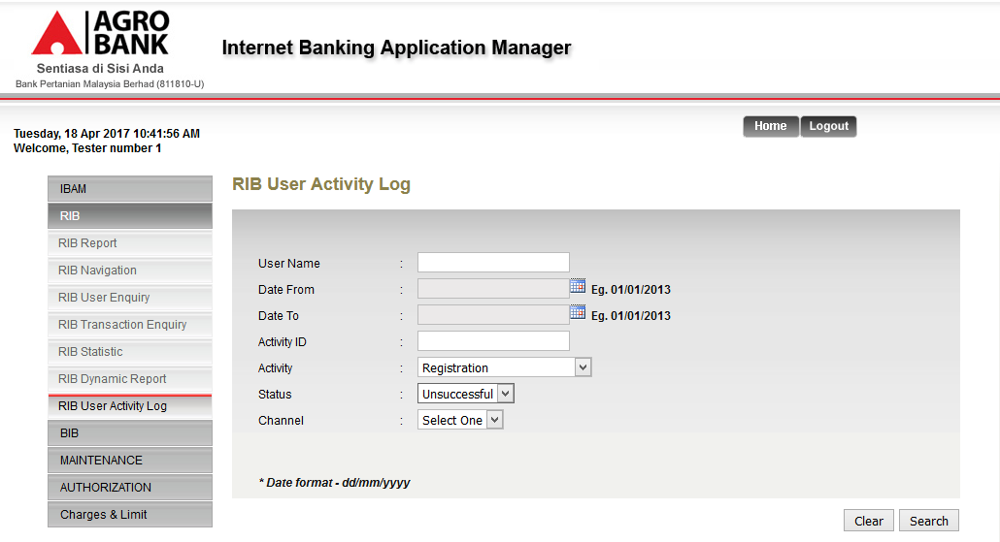 AGRO
BANK
Sentiasa di Sisi Anda
Bank Pertanian Malaysia Berhad (811810-U)
Internet Banking Application Manager
Tuesday, 18 Apr 2017 10:41:56 AM
Welcome, Tester number 1
Home Logout
IBAM
RIB
RIB Report
RIB Navigation
RIB User Enquiry
RIB Transaction Enquiry
RIB Statistic
RIB Dynamic Report
RIB User Activity Log
BIB
MAINTENANCE
AUTHORIZATION
Charges & Limit
RIB User Activity Log
User Name :
Date From : Eg. 01/01/2013
Date To : Eg. 01/01/2013
Activity ID :
Activity : Registration
Status : Unsuccessful
Channel : Select One
* Date format - dd/mm/yyyy
Clear Search